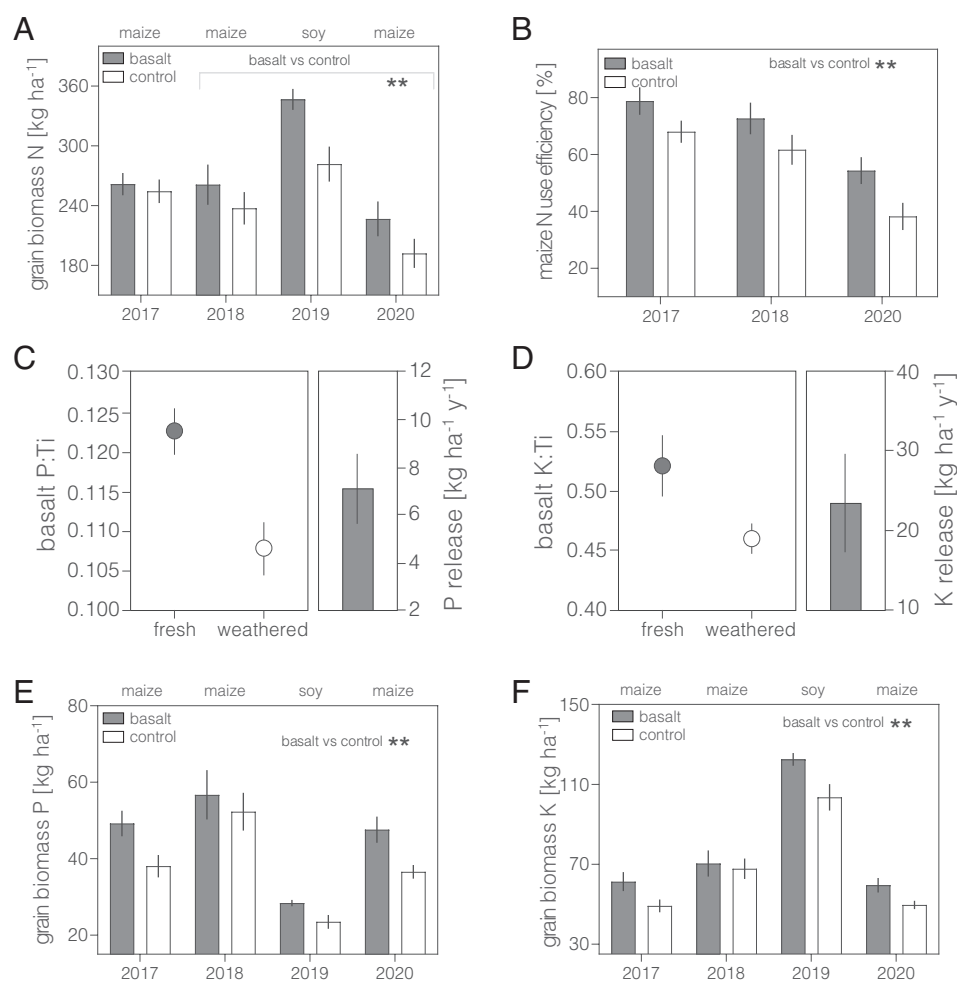 A
maize maize soy maize
basalt
control
basalt vs control
**
grain biomass N [kg ha-1]
360
300
240
180
2017 2018 2019 2020
B
basalt
control
basalt vs control **
maize N use efficiency [%]
80
60
40
20
2017 2018 2020
C
basalt P:Ti
0.130
0.125
0.120
0.115
0.110
0.105
0.100
fresh weathered
12
10
8
6
4
2
P release [kg ha-1 y-1]
D
basalt K:Ti
0.60
0.55
0.50
0.45
0.40
fresh weathered
40
30
20
10
K release [kg ha-1 y-1]
E
maize maize soy maize
basalt
control
basalt vs control **
grain biomass P [kg ha-1]
80
60
40
20
2017 2018 2019 2020
F
maize maize soy maize
basalt
control
basalt vs control **
grain biomass K [kg ha-1]
150
110
70
30
2017 2018 2019 2020